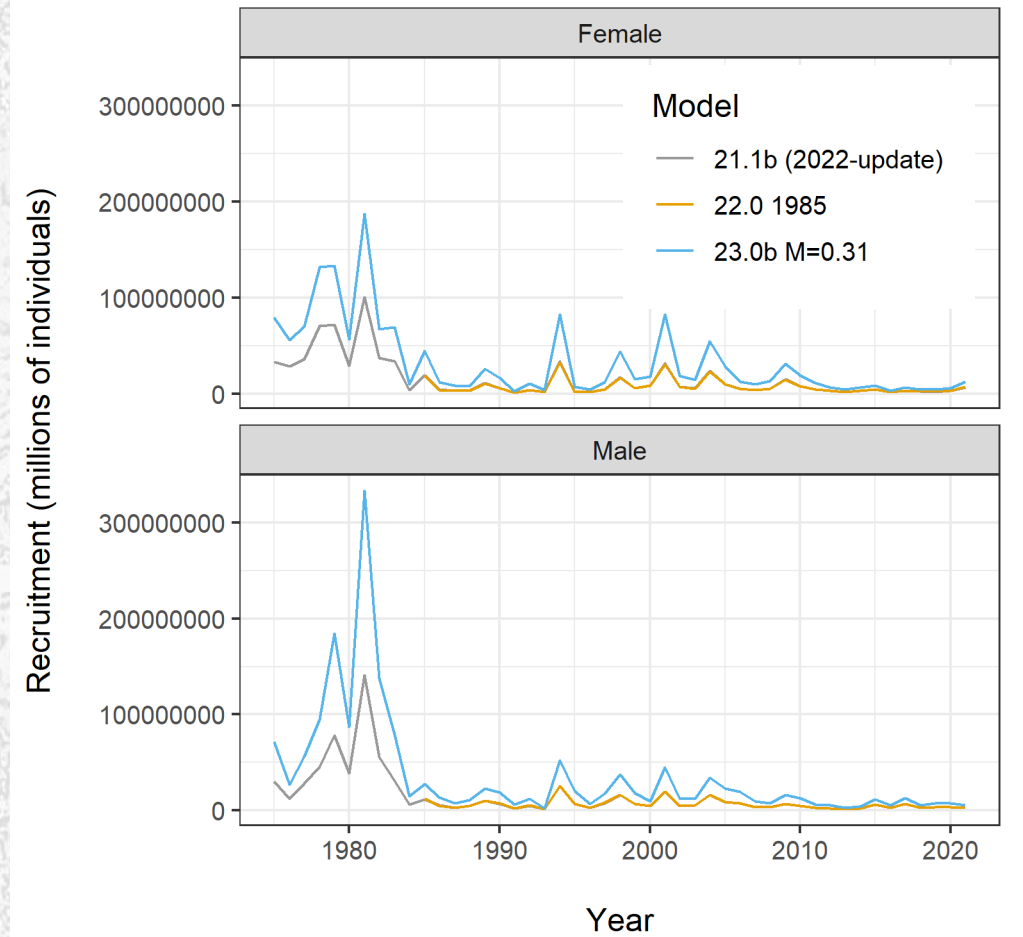 Female
300000000
200000000
100000000
0
Model
21.1b (2022-update)
22.0 1985
23.0b M=0.31
Male
300000000
200000000
100000000
0
Recruitment (millions of individuals)
1980 1990 2000 2010 2020
Year